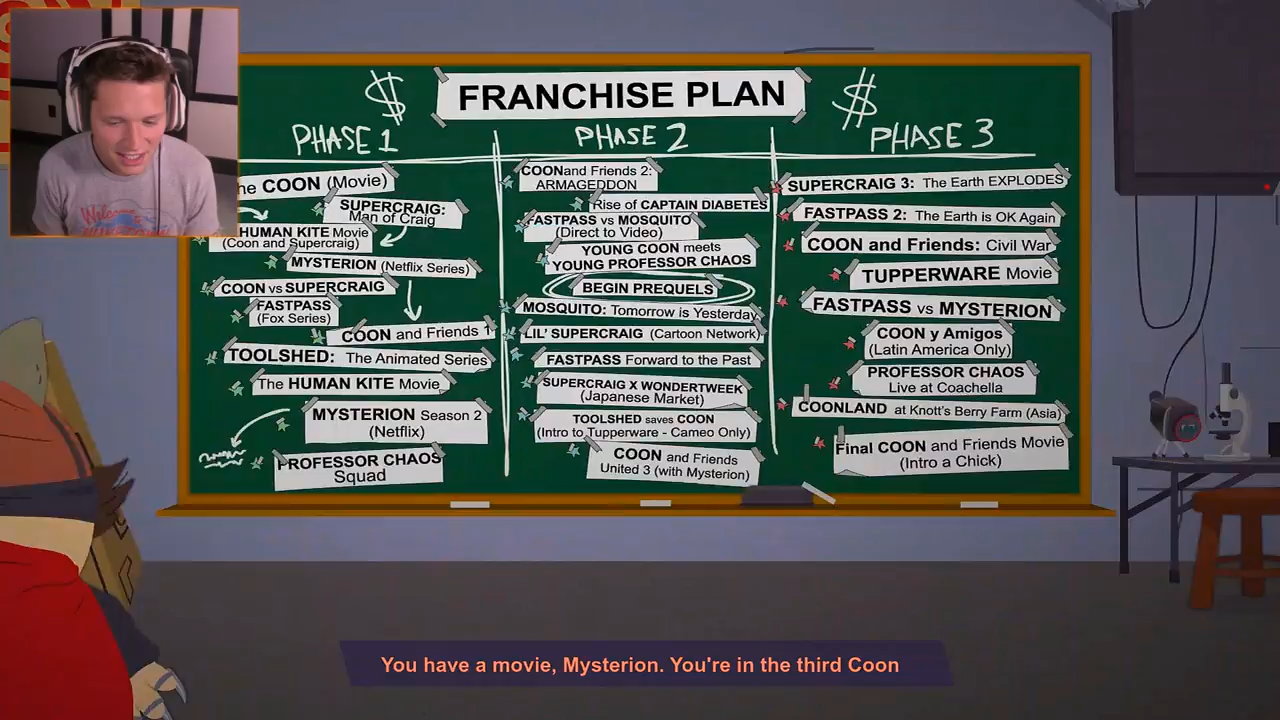 $ FRANCHISE PLAN $
PHASE 1
he COON (Movie)
SUPERCRAIG:
Man of Craig
HUMAN KITE Movie
(Coon and Supercraig)
MYSTERION (Netflix Series)
COON vs SUPERCRAIG
FASTPASS
(Fox Series)
COON and Friends 1
TOOLSHED: The Animated Series
The HUMAN KITE Movie
MYSTERION Season 2
(Netflix)
PROFESSOR CHAOS
Squad
PHASE 2
COONand Friends 2:
ARMAGEDDON
Rise of CAPTAIN DIABETES
FASTPASS vs MOSQUITO
(Direct to Video)
YOUNG COON meets
YOUNG PROFESSOR CHAOS
BEGIN PREQUELS
MOSQUITO: Tomorrow is Yesterday
LIL' SUPERCRAIG (Cartoon Network)
FASTPASS Forward to the Past
SUPERCRAIG X WONDERTWEEK
(Japanese Market)
TOOLSHED saves COON
(Intro to Tupperware - Cameo Only)
COON and Friends
United 3 (with Mysterion)
PHASE 3
SUPERCRAIG 3: The Earth EXPLODES
FASTPASS 2: The Earth is OK Again
COON and Friends: Civil War
TUPPERWARE Movie
FASTPASS vs MYSTERION
COON y Amigos
(Latin America Only)
PROFESSOR CHAOS
Live at Coachella
COONLAND at Knott's Berry Farm (Asia)
Final COON and Friends Movie
(Intro a Chick)
Welcome to
You have a movie, Mysterion. You're in the third Coon